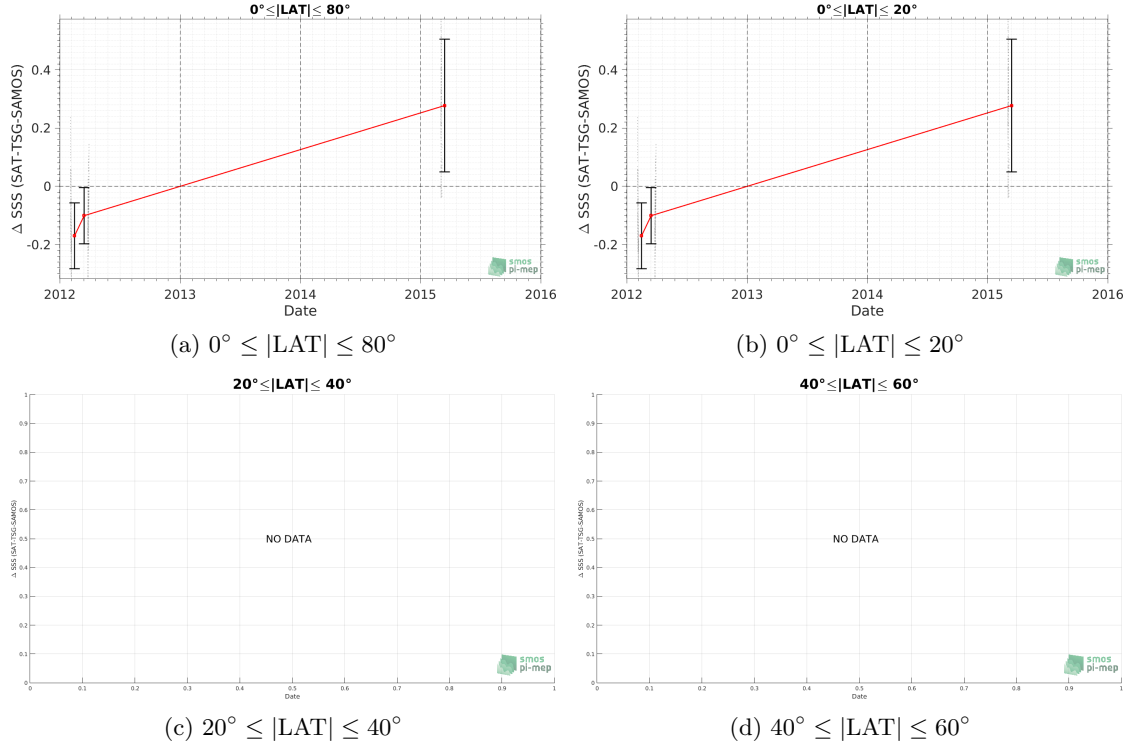 0°≤|LAT|≤ 80°
Δ SSS (SAT-TSG-SAMOS)
0.4
0.2
0
-0.2
2012
2013
2014
2015
2016
Date
smos
pi-mep
(a) 0° ≤ |LAT| ≤ 80°
0°≤|LAT|≤ 20°
Δ SSS (SAT-TSG-SAMOS)
0.4
0.2
0
-0.2
2012
2013
2014
2015
2016
Date
smos
pi-mep
(b) 0° ≤ |LAT| ≤ 20°
20°≤|LAT|≤ 40°
Δ SSS (SAT-TSG-SAMOS)
1
0.9
0.8
0.7
0.6
0.5
0.4
0.3
0.2
0.1
0
NO DATA
0
0.1
0.2
0.3
0.4
0.5
0.6
0.7
0.8
0.9
1
Date
smos
pi-mep
(c) 20° ≤ |LAT| ≤ 40°
40°≤|LAT|≤ 60°
Δ SSS (SAT-TSG-SAMOS)
1
0.9
0.8
0.7
0.6
0.5
0.4
0.3
0.2
0.1
0
NO DATA
0
0.1
0.2
0.3
0.4
0.5
0.6
0.7
0.8
0.9
1
Date
smos
pi-mep
(d) 40° ≤ |LAT| ≤ 60°